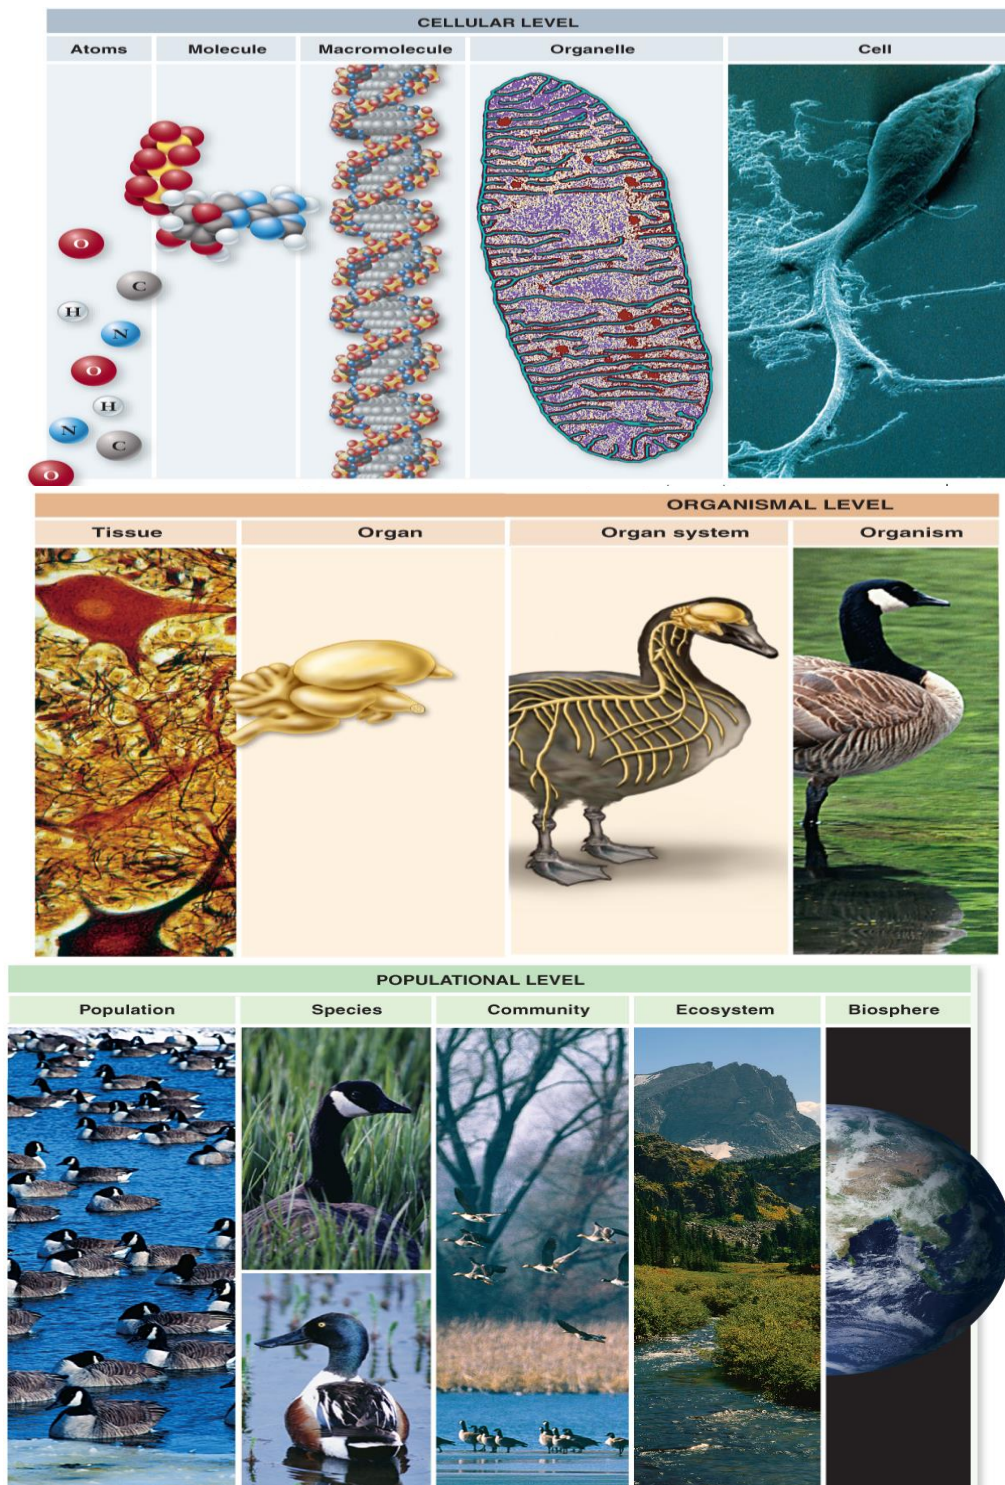 CELLULAR LEVEL
Atoms Molecule Macromolecule Organelle Cell
O
C
H
N
O
H
N
C
O
ORGANISMAL LEVEL
Tissue Organ Organ system Organism
POPULATIONAL LEVEL
Population Species Community Ecosystem Biosphere